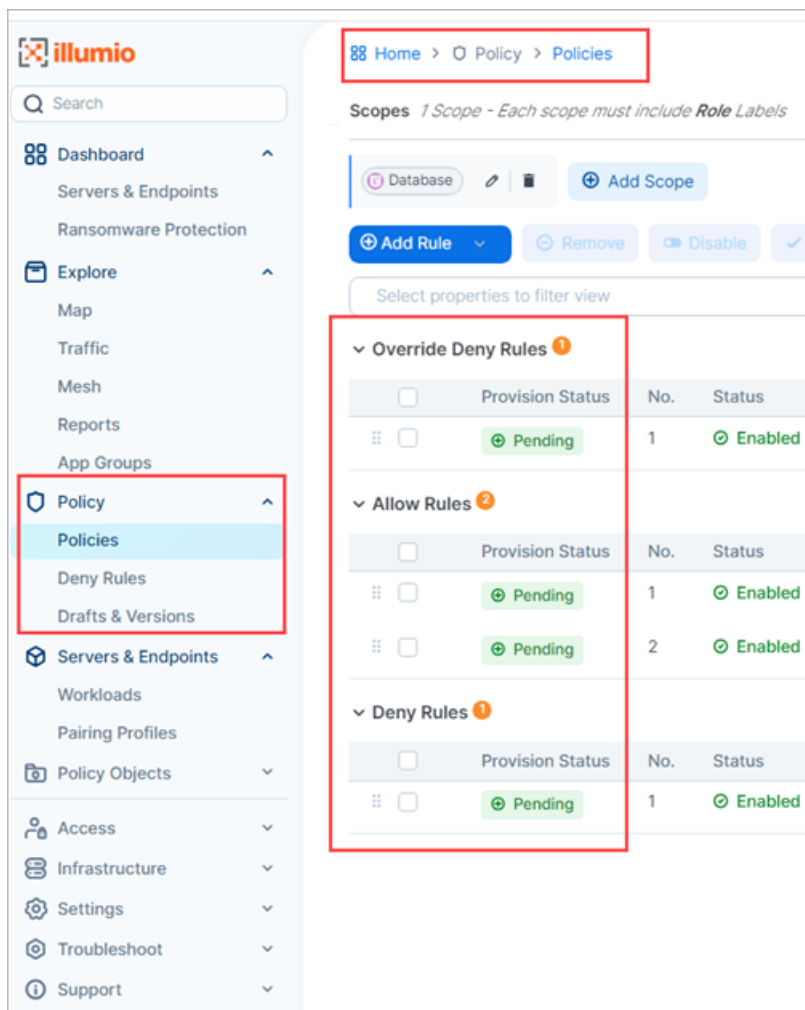 illumio
Search
Dashboard
Servers & Endpoints
Ransomware Protection
Explore
Map
Traffic
Mesh
Reports
App Groups
Policy
Policies
Deny Rules
Drafts & Versions
Servers & Endpoints
Workloads
Pairing Profiles
Policy Objects
Access
Infrastructure
Settings
Troubleshoot
Support
Home > Policy > Policies
Scopes 1 Scope - Each scope must include Role Labels
Database Add Scope
Add Rule Remove Disable
Select properties to filter view
Override Deny Rules 1
Provision Status No. Status
Pending 1 Enabled
Allow Rules 2
Provision Status No. Status
Pending 1 Enabled
Pending 2 Enabled
Deny Rules 1
Provision Status No. Status
Pending 1 Enabled